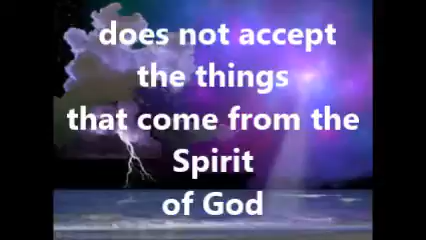 does not accept
the things
that come from the
Spirit
of God